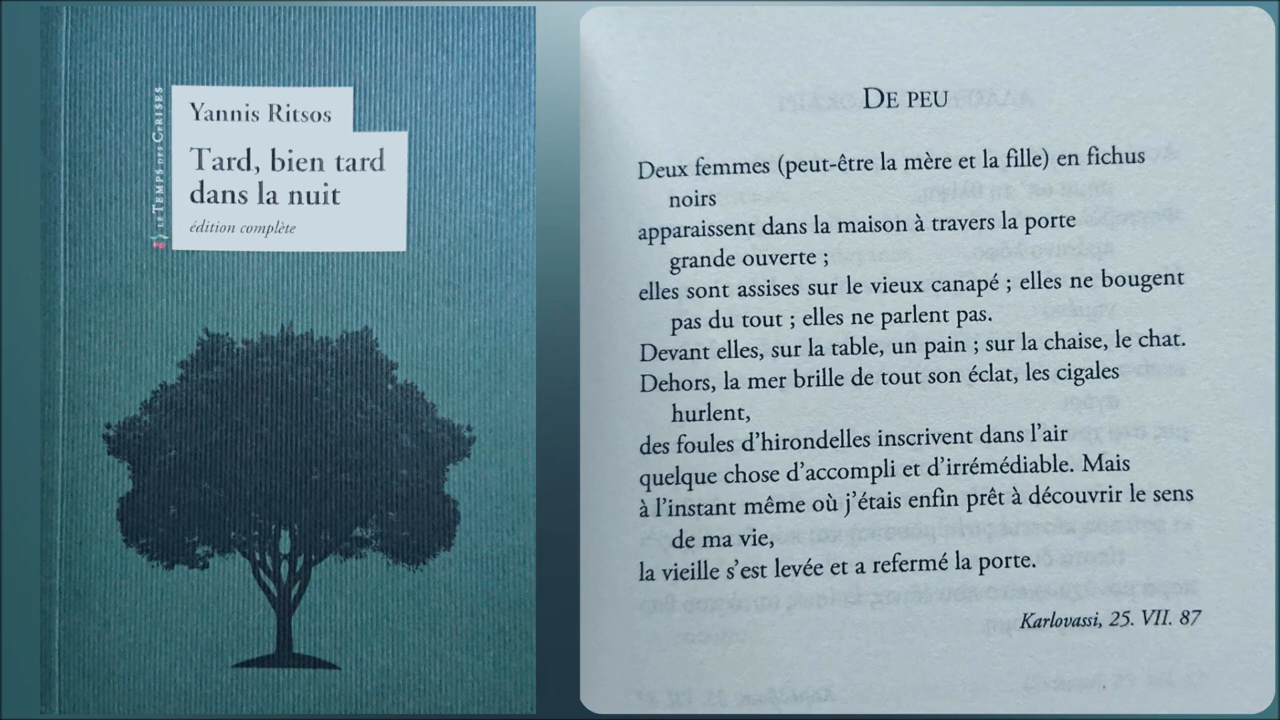 Yannis Ritsos
Tard, bien tard
dans la nuit
édition complète
LE TEMPS DES CERISES
DE PEU
Deux femmes (peut-être la mère et la fille) en fichus
noirs
apparaissent dans la maison à travers la porte
grande ouverte ;
elles sont assises sur le vieux canapé ; elles ne bougent
pas du tout ; elles ne parlent pas.
Devant elles, sur la table, un pain ; sur la chaise, le chat.
Dehors, la mer brille de tout son éclat, les cigales
hurlent,
des foules d'hirondelles inscrivent dans l'air
quelque chose d'accompli et d'irrémédiable. Mais
à l'instant même où j'étais enfin prêt à découvrir le sens
de ma vie,
la vieille s'est levée et a refermé la porte.
Karlovassi, 25. VII. 87